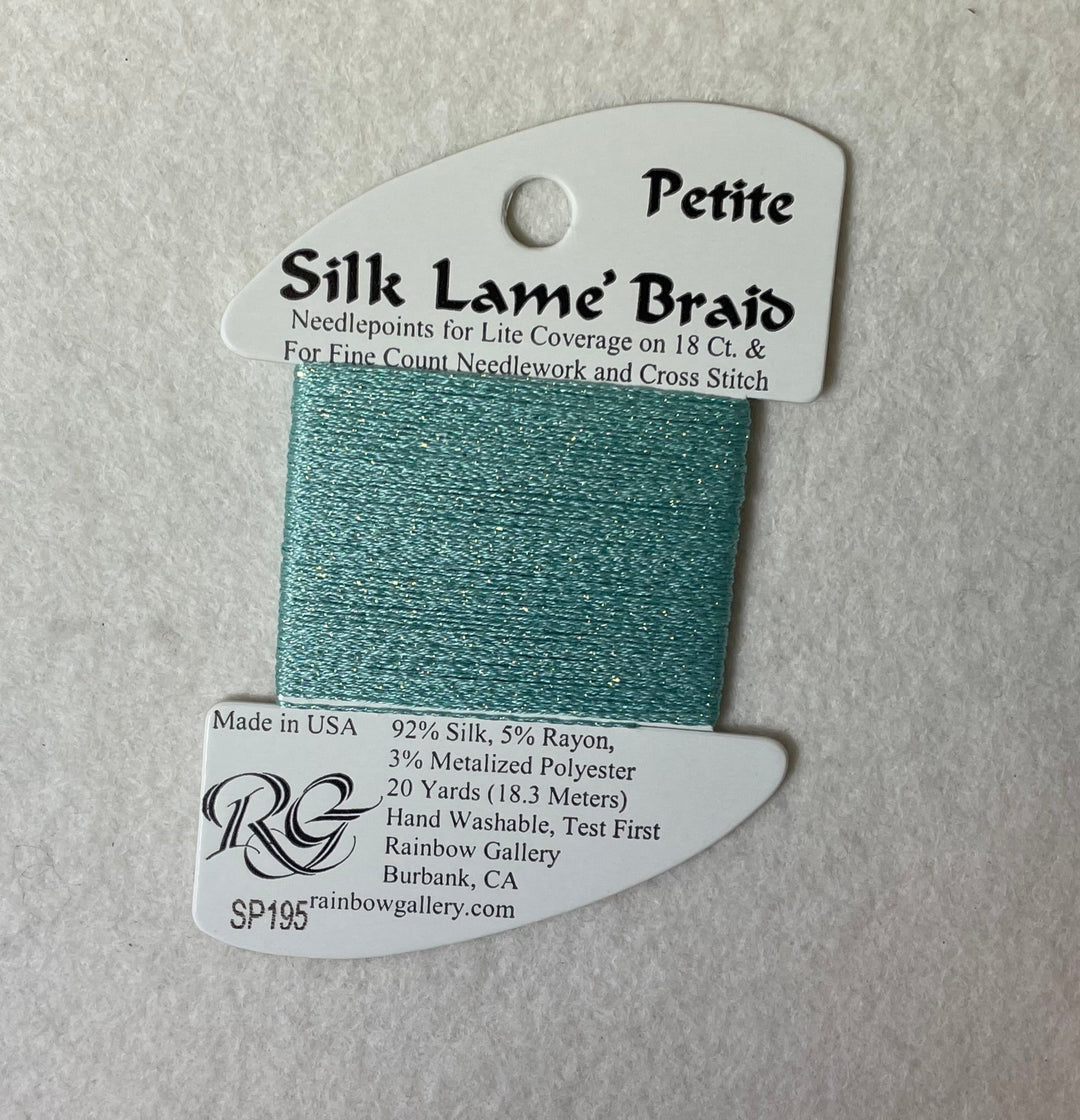 Petite
Silk Lame' Braid
Needlepoints for Lite Coverage on 18 Ct. &
For Fine Count Needlework and Cross Stitch
Made in USA
92% Silk, 5% Rayon,
3% Metalized Polyester
20 Yards (18.3 Meters)
Hand Washable, Test First
Rainbow Gallery
Burbank, CA
rainbowgallery.com
RG
SP195